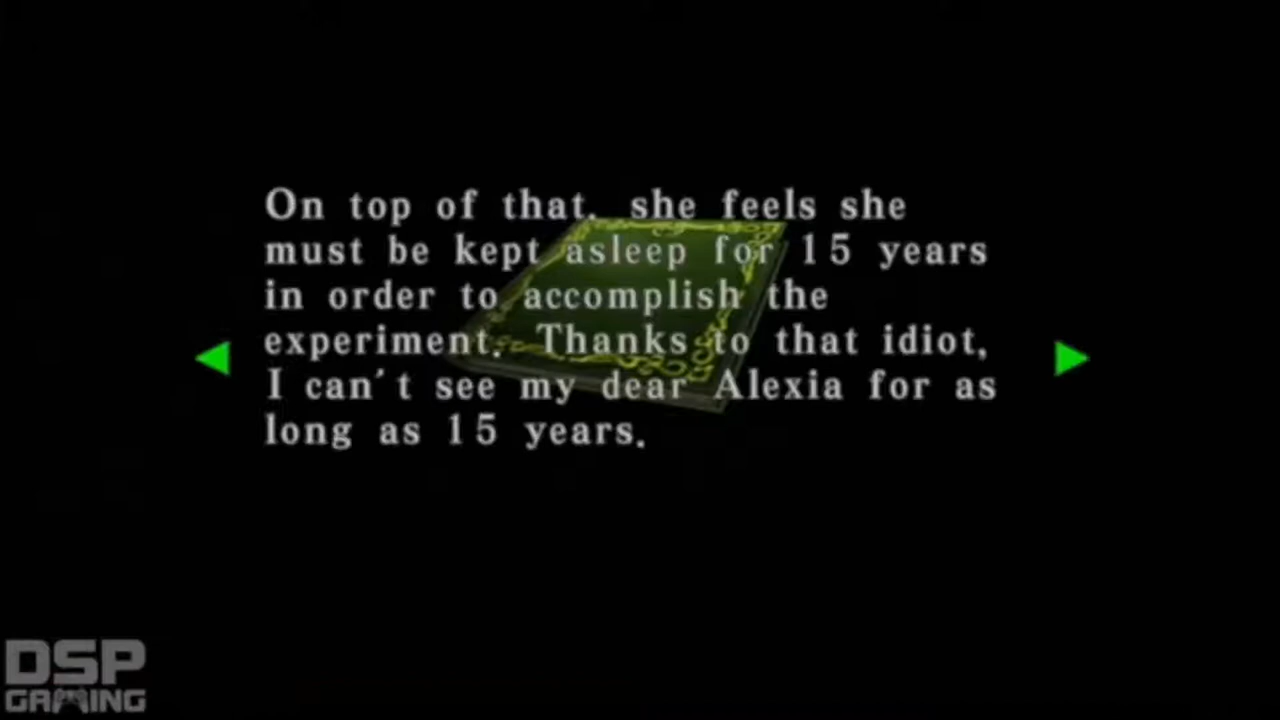 On top of that, she feels she
must be kept asleep for 15 years
in order to accomplish the
experiment. Thanks to that idiot,
I can't see my dear Alexia for as
long as 15 years.
DSP
GAMING